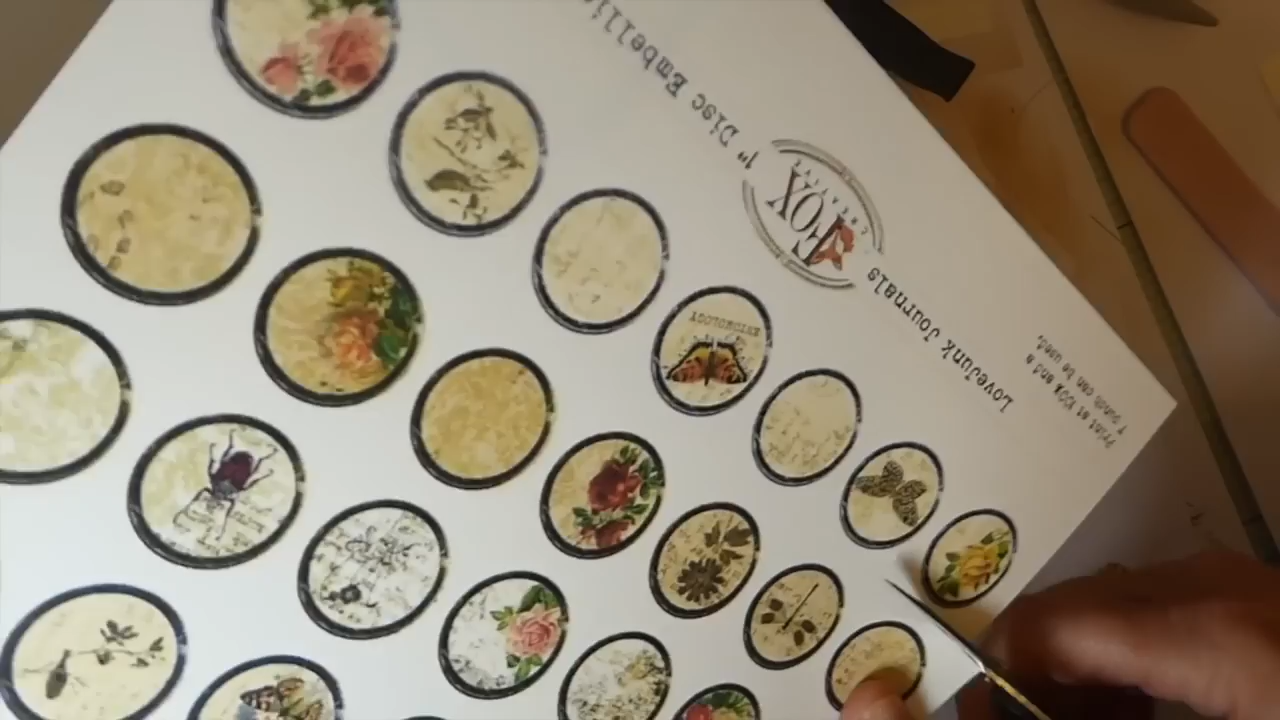 1" Disc Embelli
FOX
LoveJunk Journals
Print at 100% and a
1" punch can be used.
ENTOMOLOGY